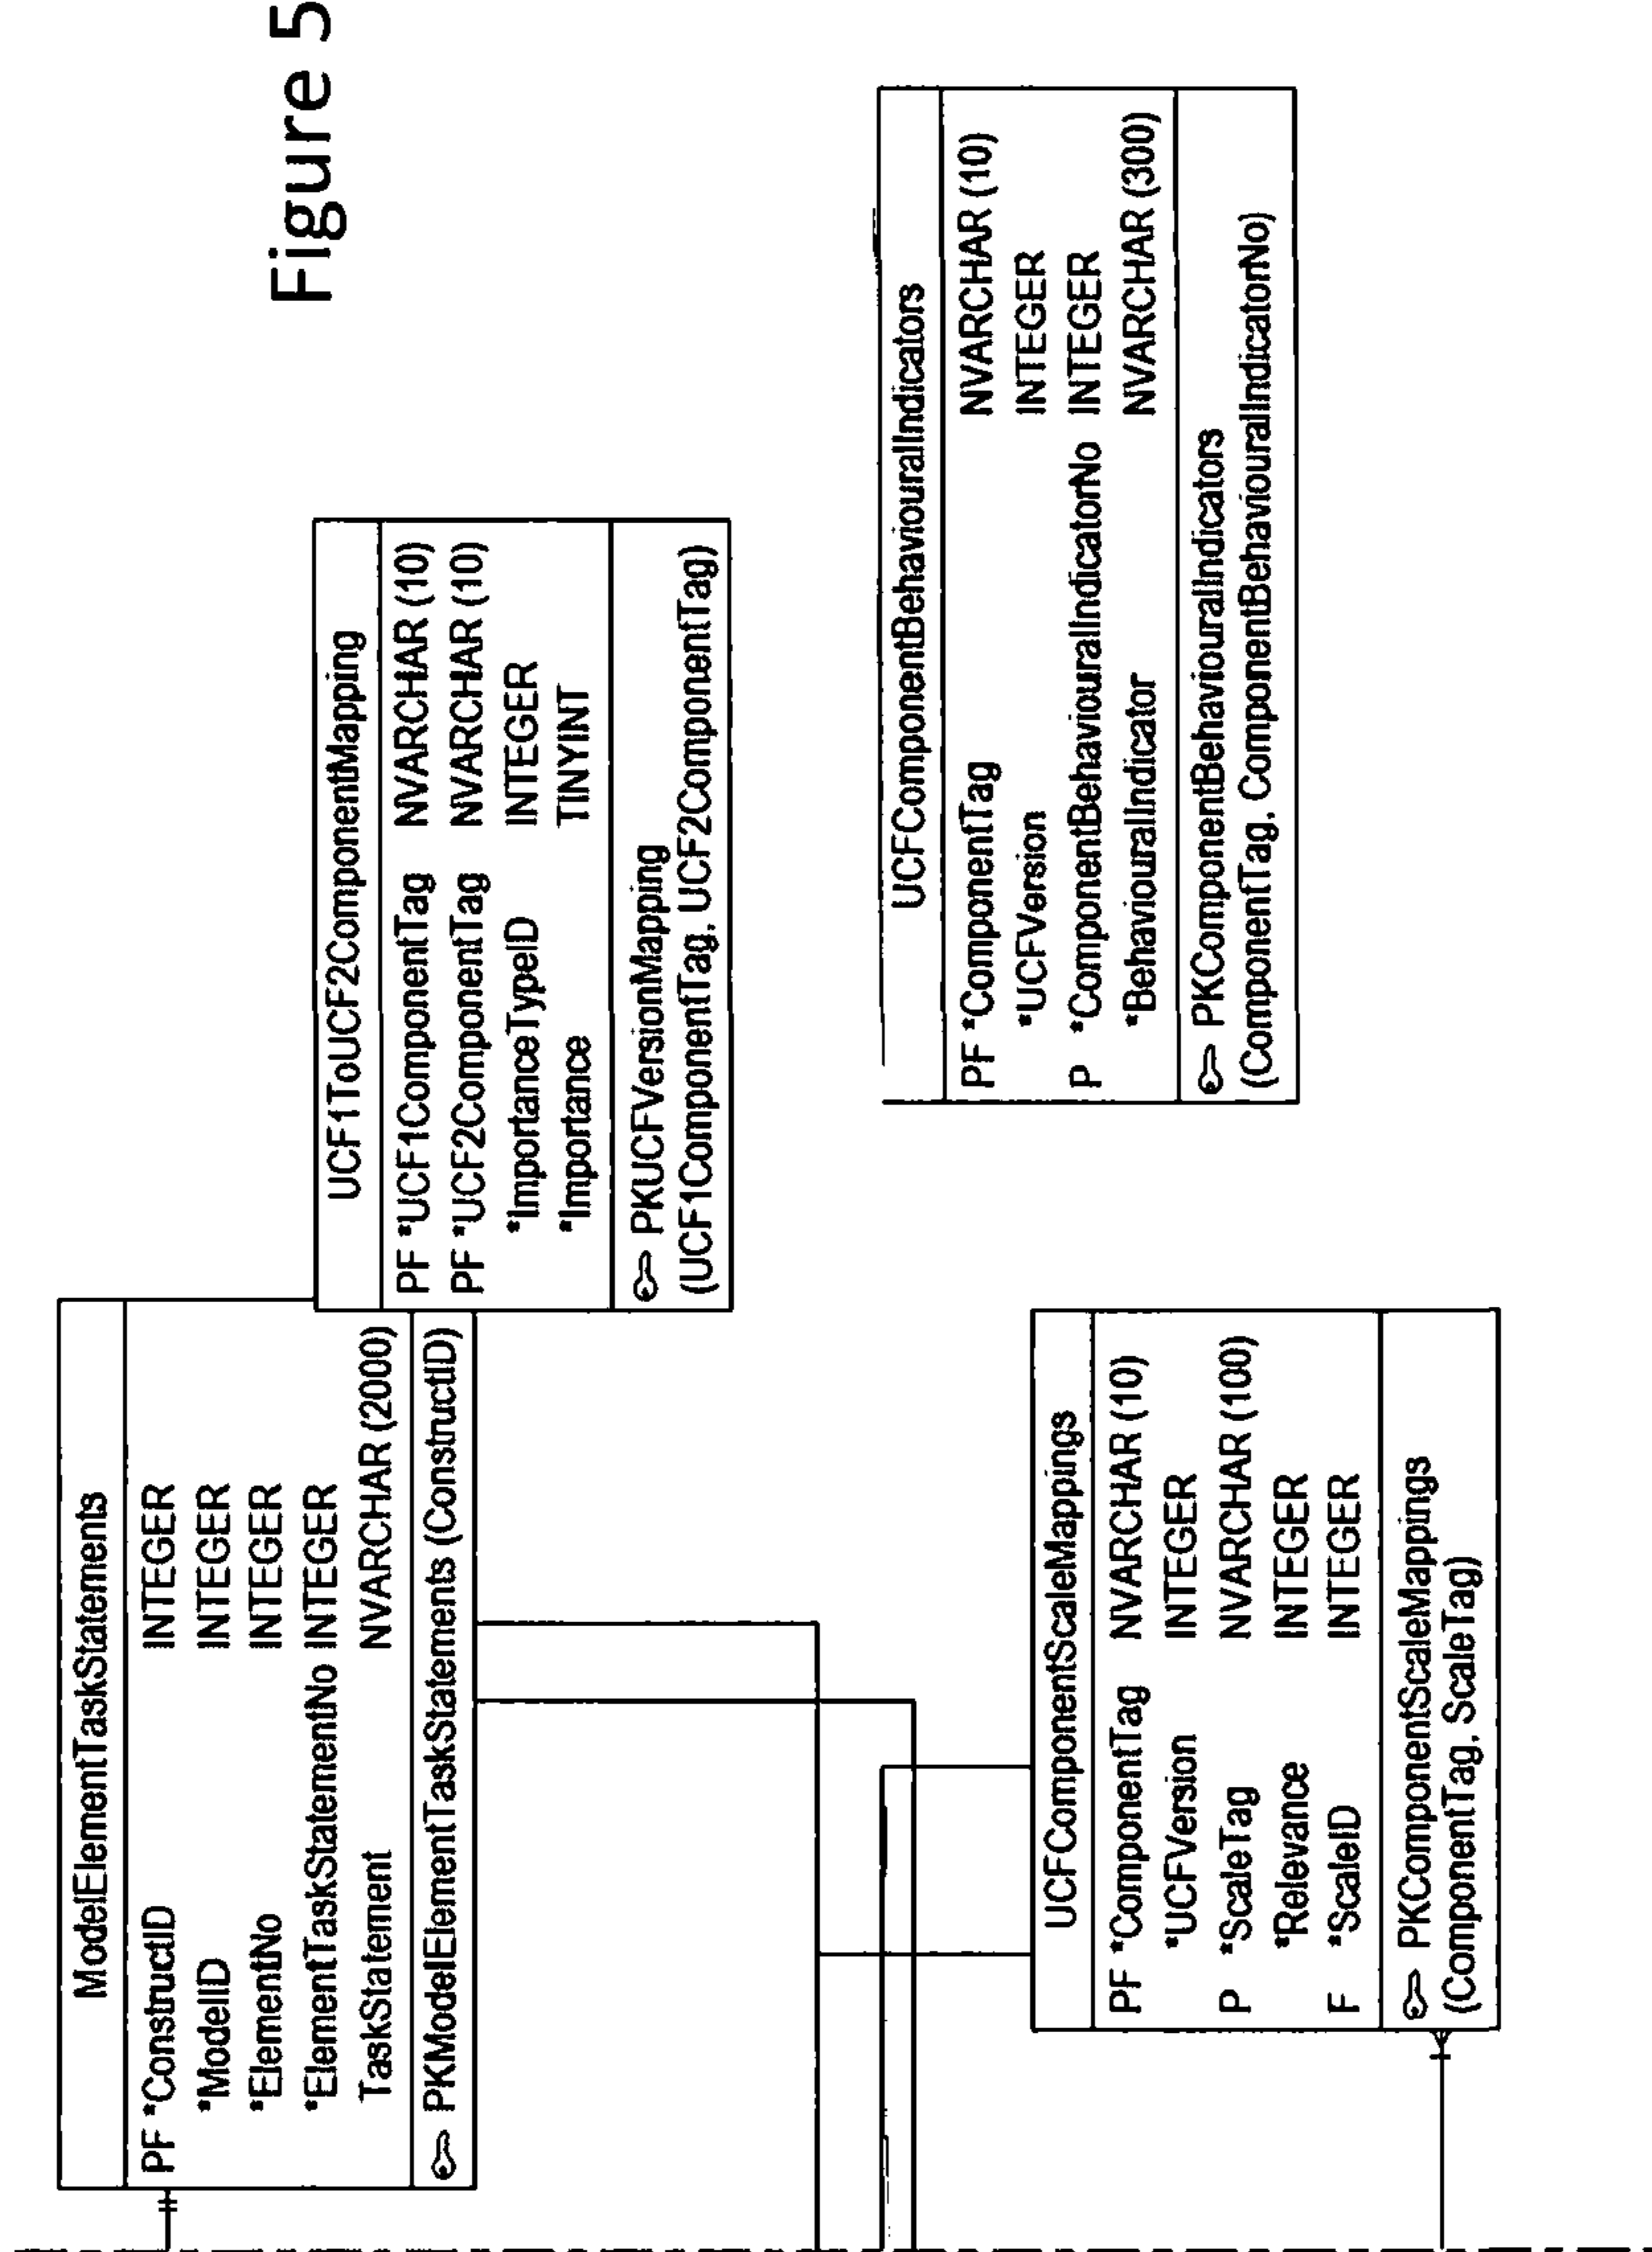 Figure 5
ModelElementTaskStatements
PF *ConstructID INTEGER
*ModelID INTEGER
*ElementNo INTEGER
*ElementTaskStatementNo INTEGER
TaskStatement NVARCHAR (2000)
PKModelElementTaskStatements (ConstructID)
UCF1ToUCF2ComponentMapping
PF *UCF1ComponentTag NVARCHAR (10)
PF *UCF2ComponentTag NVARCHAR (10)
*ImportanceTypeID INTEGER
*Importance TINYINT
PKUCFVersionMapping
(UCF1ComponentTag, UCF2ComponentTag)
UCFComponentBehaviouralIndicators
PF *ComponentTag NVARCHAR (10)
*UCFVersion INTEGER
P *ComponentBehaviouralIndicatorNo INTEGER
*BehaviouralIndicator NVARCHAR (300)
PKComponentBehaviouralIndicators
(ComponentTag, ComponentBehaviouralIndicatorNo)
UCFComponentScaleMappings
PF *ComponentTag NVARCHAR (10)
*UCFVersion INTEGER
P *ScaleTag NVARCHAR (100)
*Relevance INTEGER
F *ScaleID INTEGER
PKComponentScaleMappings
(ComponentTag, ScaleTag)